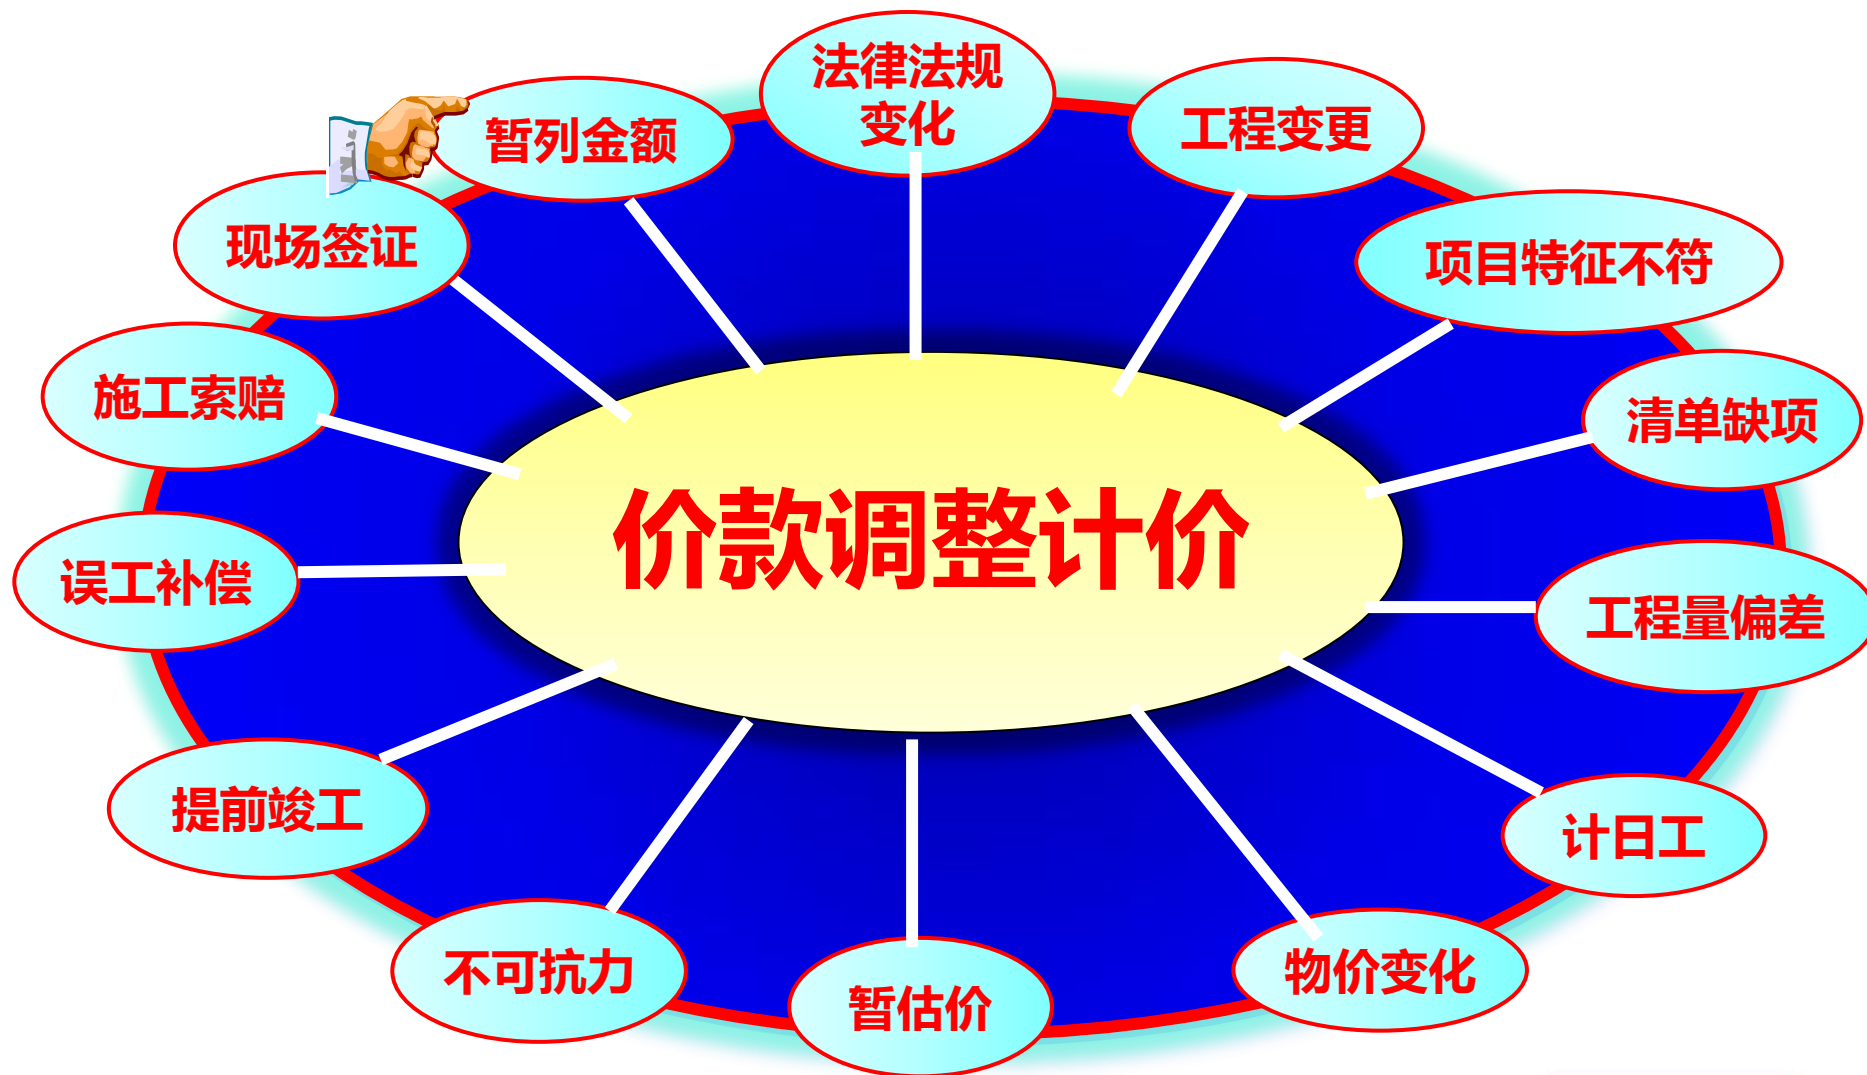 法律法规
变化
工程变更
暂列金额
现场签证
项目特征不符
施工索赔
清单缺项
价款调整计价
误工补偿
工程量偏差
提前竣工
计日工
不可抗力
物价变化
暂估价